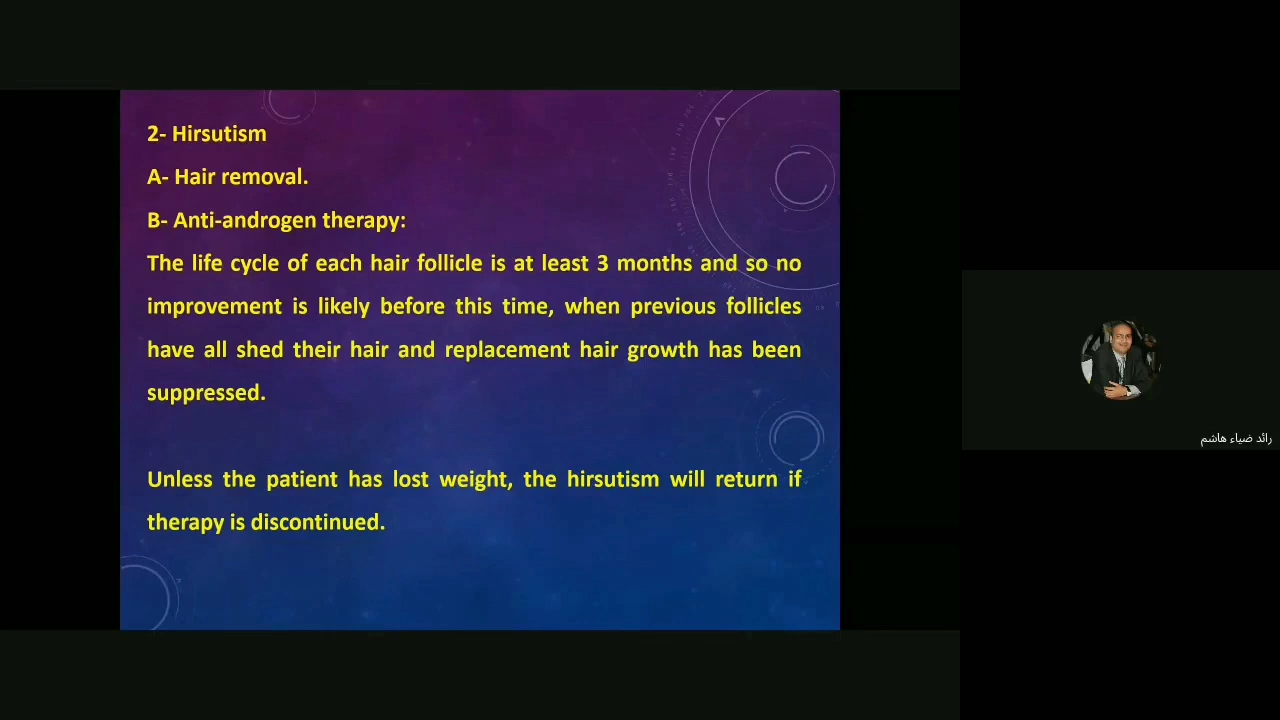 2- Hirsutism
A- Hair removal.
B- Anti-androgen therapy:
The life cycle of each hair follicle is at least 3 months and so no
improvement is likely before this time, when previous follicles
have all shed their hair and replacement hair growth has been
suppressed.
Unless the patient has lost weight, the hirsutism will return if
therapy is discontinued.
رائد ضياء هاشم